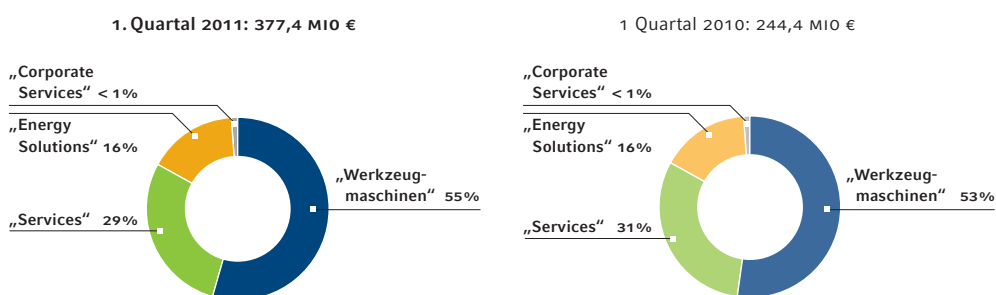 1. Quartal 2011: 377,4 MIO €
„Corporate
Services“ < 1%
„Energy
Solutions“ 16%
„Werkzeug-
maschinen“ 55%
„Services“ 29%
1 Quartal 2010: 244,4 MIO €
„Corporate
Services“ < 1%
„Energy
Solutions“ 16%
„Werkzeug-
maschinen“ 53%
„Services“ 31%